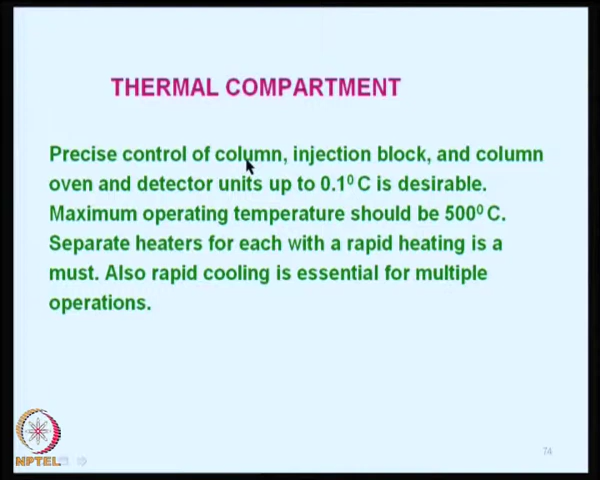 THERMAL COMPARTMENT
Precise control of column, injection block, and column
oven and detector units up to 0.1⁰ C is desirable.
Maximum operating temperature should be 500⁰ C.
Separate heaters for each with a rapid heating is a
must. Also rapid cooling is essential for multiple
operations.
NPTEL
74